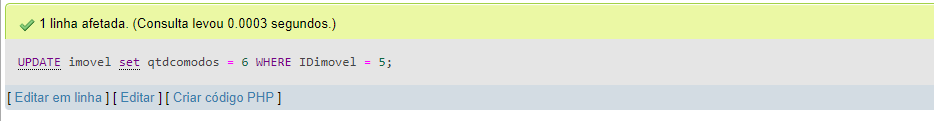 1 linha afetada. (Consulta levou 0.0003 segundos.)
UPDATE imovel set qtdcomodos = 6 WHERE IDimovel = 5;
[ Editar em linha ] [ Editar ] [ Criar código PHP ]